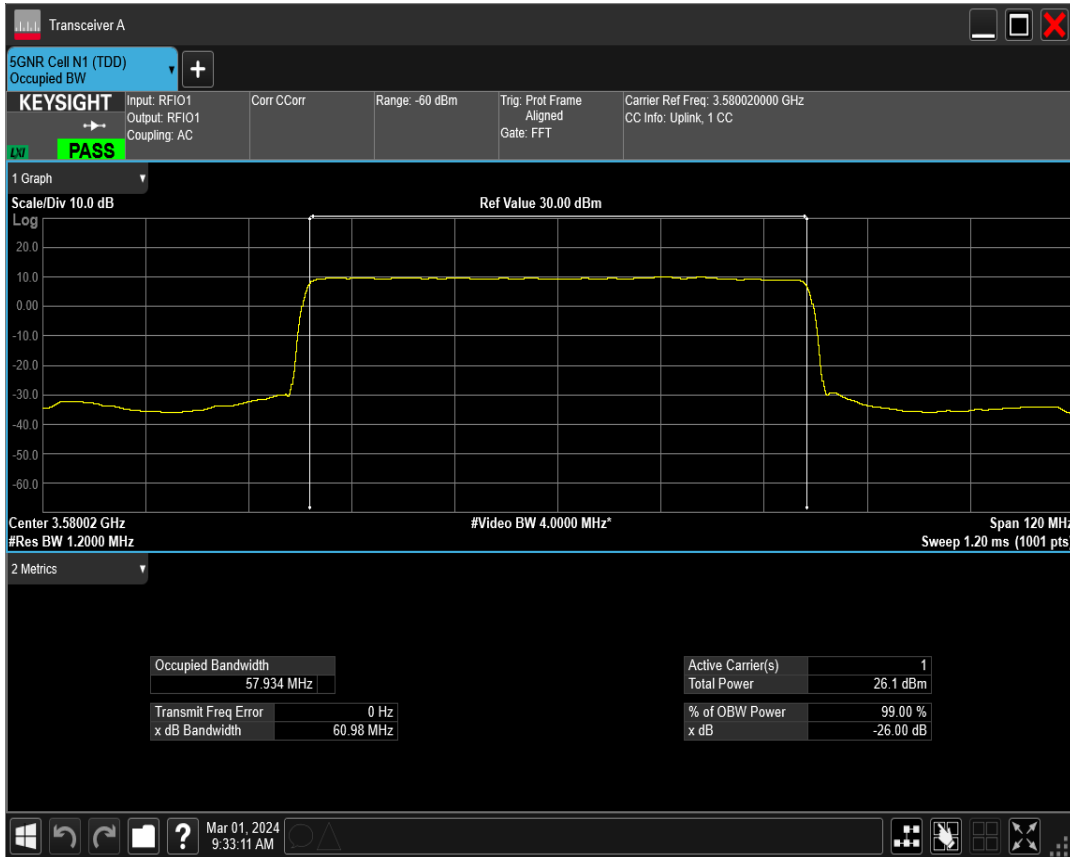 Transceiver A
5GNR Cell N1 (TDD)
Occupied BW
+
KEYSIGHT
LXI
PASS
Input: RFIO1
Output: RFIO1
Coupling: AC
Corr CCorr
Range: -60 dBm
Trig: Prot Frame
Aligned
Gate: FFT
Carrier Ref Freq: 3.580020000 GHz
CC Info: Uplink, 1 CC
1 Graph
Scale/Div 10.0 dB
Ref Value 30.00 dBm
Log
20.0
10.0
0.00
-10.0
-20.0
-30.0
-40.0
-50.0
-60.0
Center 3.58002 GHz
#Video BW 4.0000 MHz*
Span 120 MHz
#Res BW 1.2000 MHz
Sweep 1.20 ms (1001 pts)
2 Metrics
Occupied Bandwidth
57.934 MHz
Transmit Freq Error 0 Hz
x dB Bandwidth 60.98 MHz
Active Carrier(s) 1
Total Power 26.1 dBm
% of OBW Power 99.00 %
x dB -26.00 dB
?
Mar 01, 2024
9:33:11 AM